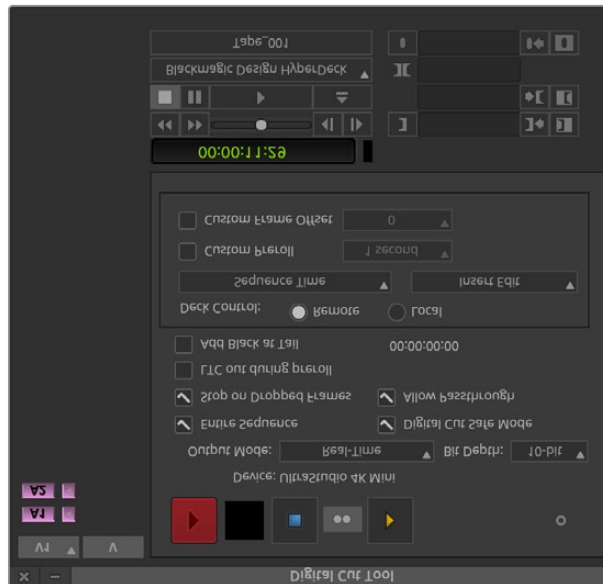 Digital Cut Tool
V1 V
A1
A2
Device: UltraStudio 4K Mini
Output Mode: Real-Time Bit Depth: 10-bit
Entire Sequence Digital Cut Safe Mode
Stop on Dropped Frames Allow Passthrough
LTC out during preroll
Add Black at Tail 00:00:00:00
Deck Control: Remote Local
Sequence Time Insert Edit
Custom Preroll 1 second
Custom Frame Offset 0
00:00:11:29
Blackmagic Design HyperDeck
Tape_001